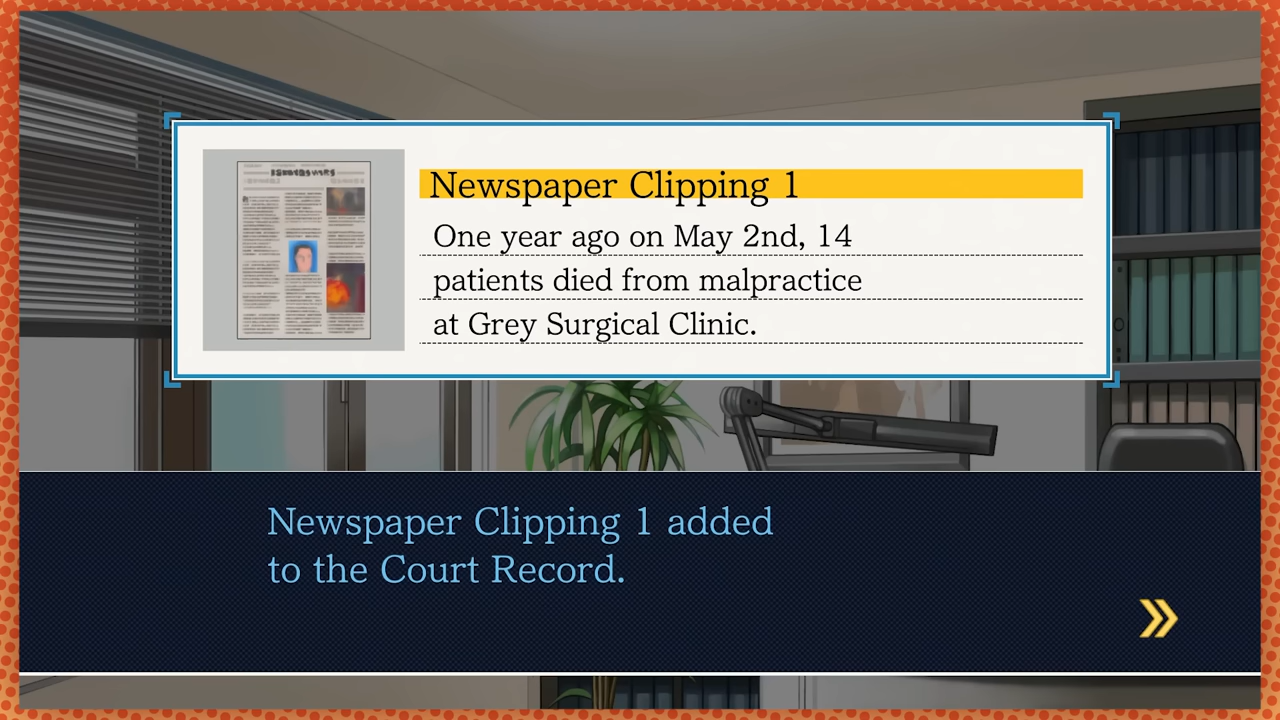 Newspaper Clipping 1
One year ago on May 2nd, 14
patients died from malpractice
at Grey Surgical Clinic.
Newspaper Clipping 1 added
to the Court Record.